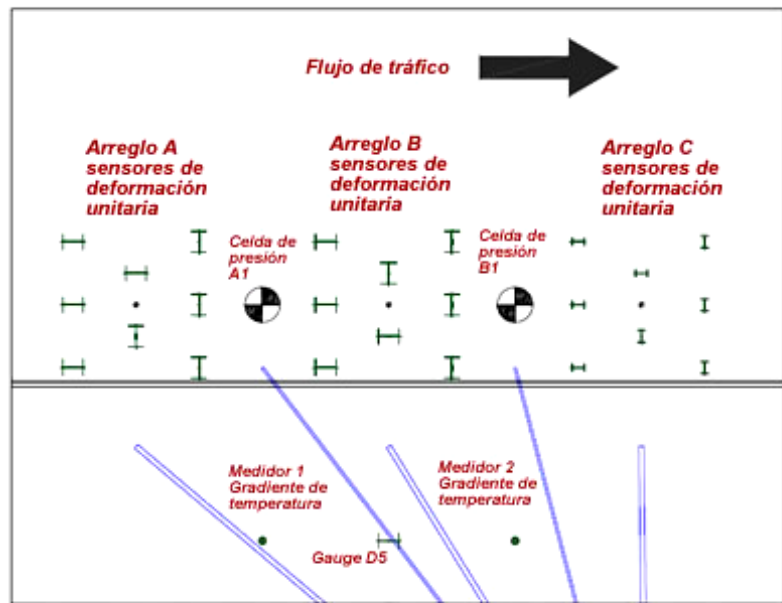 Flujo de tráfico
Arreglo A
sensores de
deformación
unitaria
Arreglo B
sensores de
deformación
unitaria
Arreglo C
sensores de
deformación
unitaria
Celda de
presión
A1
Celda de
presión
B1
Medidor 1
Gradiente de
temperatura
Medidor 2
Gradiente de
temperatura
Gauge D5